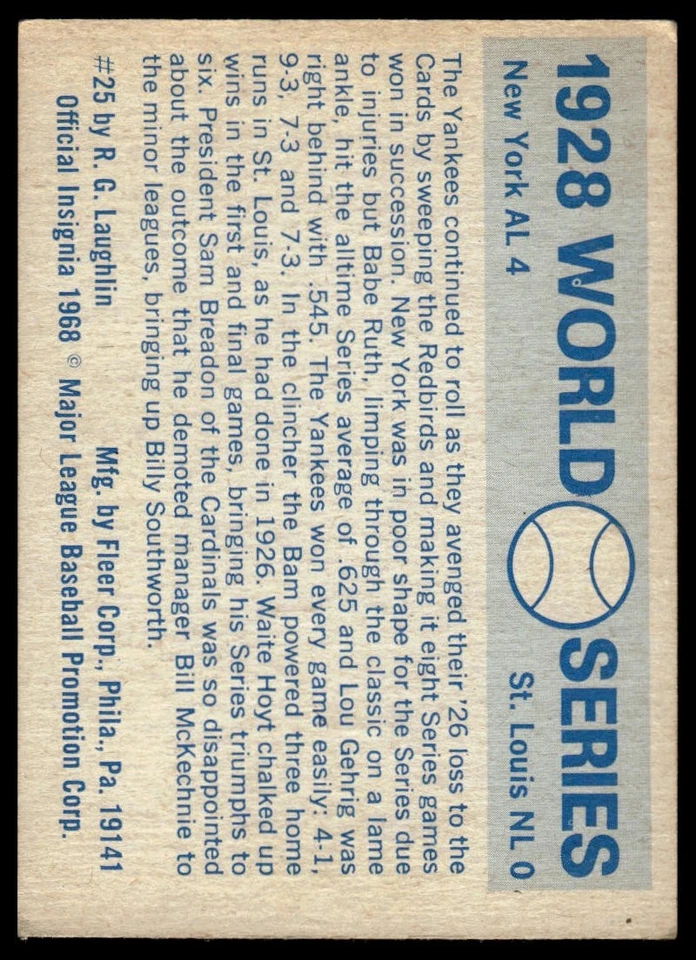 1928 WORLD SERIES
New York AL 4 St. Louis NL 0
The Yankees continued to roll as they avenged their '26 loss to the
Cards by sweeping the Redbirds and making it eight Series games
won in succession. New York was in poor shape for the Series due
to injuries but Babe Ruth, limping through the classic on a lame
ankle, hit the alltime Series average of .625 and Lou Gehrig was
right behind with .545. The Yankees won every game easily: 4-1,
9-3, 7-3 and 7-3. In the clincher the Bam powered three home
runs in St. Louis, as he had done in 1926. Waite Hoyt chalked up
wins in the first and final games, bringing his Series triumphs to
six. President Sam Breadon of the Cardinals was so disappointed
about the outcome that he demoted manager Bill McKechnie to
the minor leagues, bringing up Billy Southworth.
#25 by R. G. Laughlin Mfg. by Fleer Corp., Phila., Pa. 19141
Official Insignia 1968 © Major League Baseball Promotion Corp.